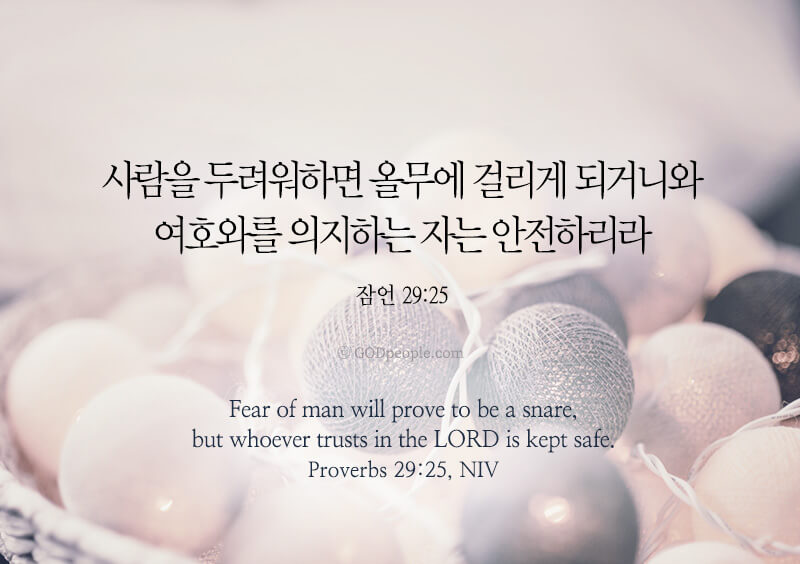 사람을 두려워하면 올무에 걸리게 되거니와
여호와를 의지하는 자는 안전하리라
잠언 29:25
© GODpeople.com
Fear of man will prove to be a snare,
but whoever trusts in the LORD is kept safe.
Proverbs 29:25, NIV